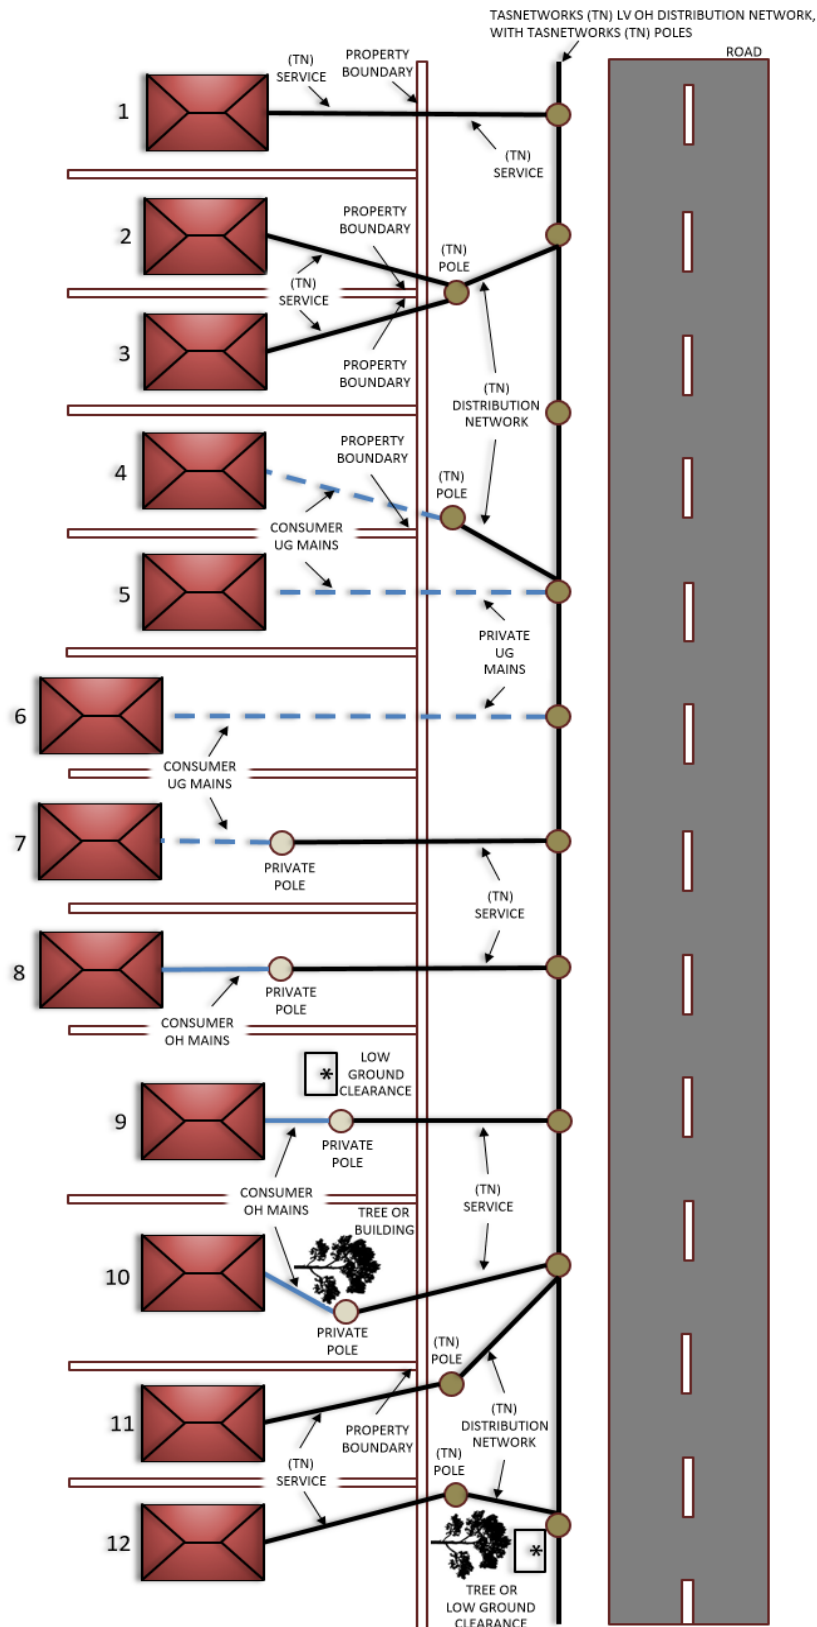 TASNETWORKS (TN) LV OH DISTRIBUTION NETWORK,
WITH TASNETWORKS (TN) POLES
ROAD
(TN)
SERVICE
PROPERTY
BOUNDARY
1
(TN)
SERVICE
2
PROPERTY
BOUNDARY
(TN)
POLE
(TN)
SERVICE
3
PROPERTY
BOUNDARY
(TN)
DISTRIBUTION
NETWORK
4
PROPERTY
BOUNDARY
(TN)
POLE
CONSUMER
UG MAINS
5
PRIVATE
UG
MAINS
6
CONSUMER
UG MAINS
7
PRIVATE
POLE
(TN)
SERVICE
8
PRIVATE
POLE
CONSUMER
OH MAINS
*
LOW
GROUND
CLEARANCE
9
PRIVATE
POLE
CONSUMER
OH MAINS
(TN)
SERVICE
TREE OR
BUILDING
10
PRIVATE
POLE
(TN)
POLE
11
PROPERTY
BOUNDARY
(TN)
DISTRIBUTION
NETWORK
(TN)
SERVICE
(TN)
POLE
12
*
TREE OR
LOW GROUND
CLEARANCE